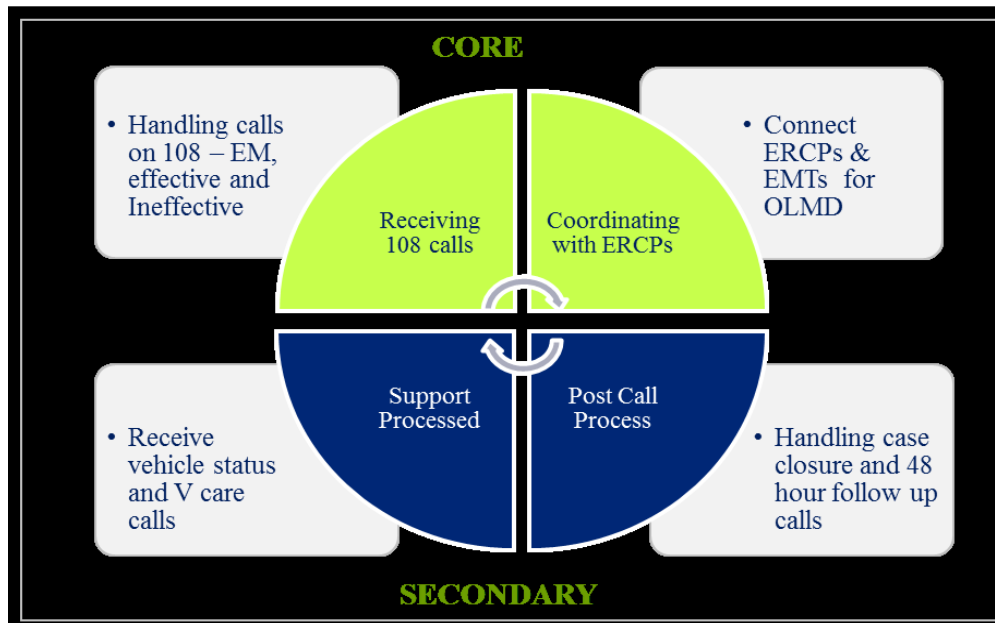 CORE
• Handling calls
on 108 – EM,
effective and
Ineffective
Receiving
108 calls
Coordinating
with ERCPs
• Connect
ERCPs &
EMTs for
OLMD
• Receive
vehicle status
and V care
calls
Support
Processed
Post Call
Process
• Handling case
closure and 48
hour follow up
calls
SECONDARY